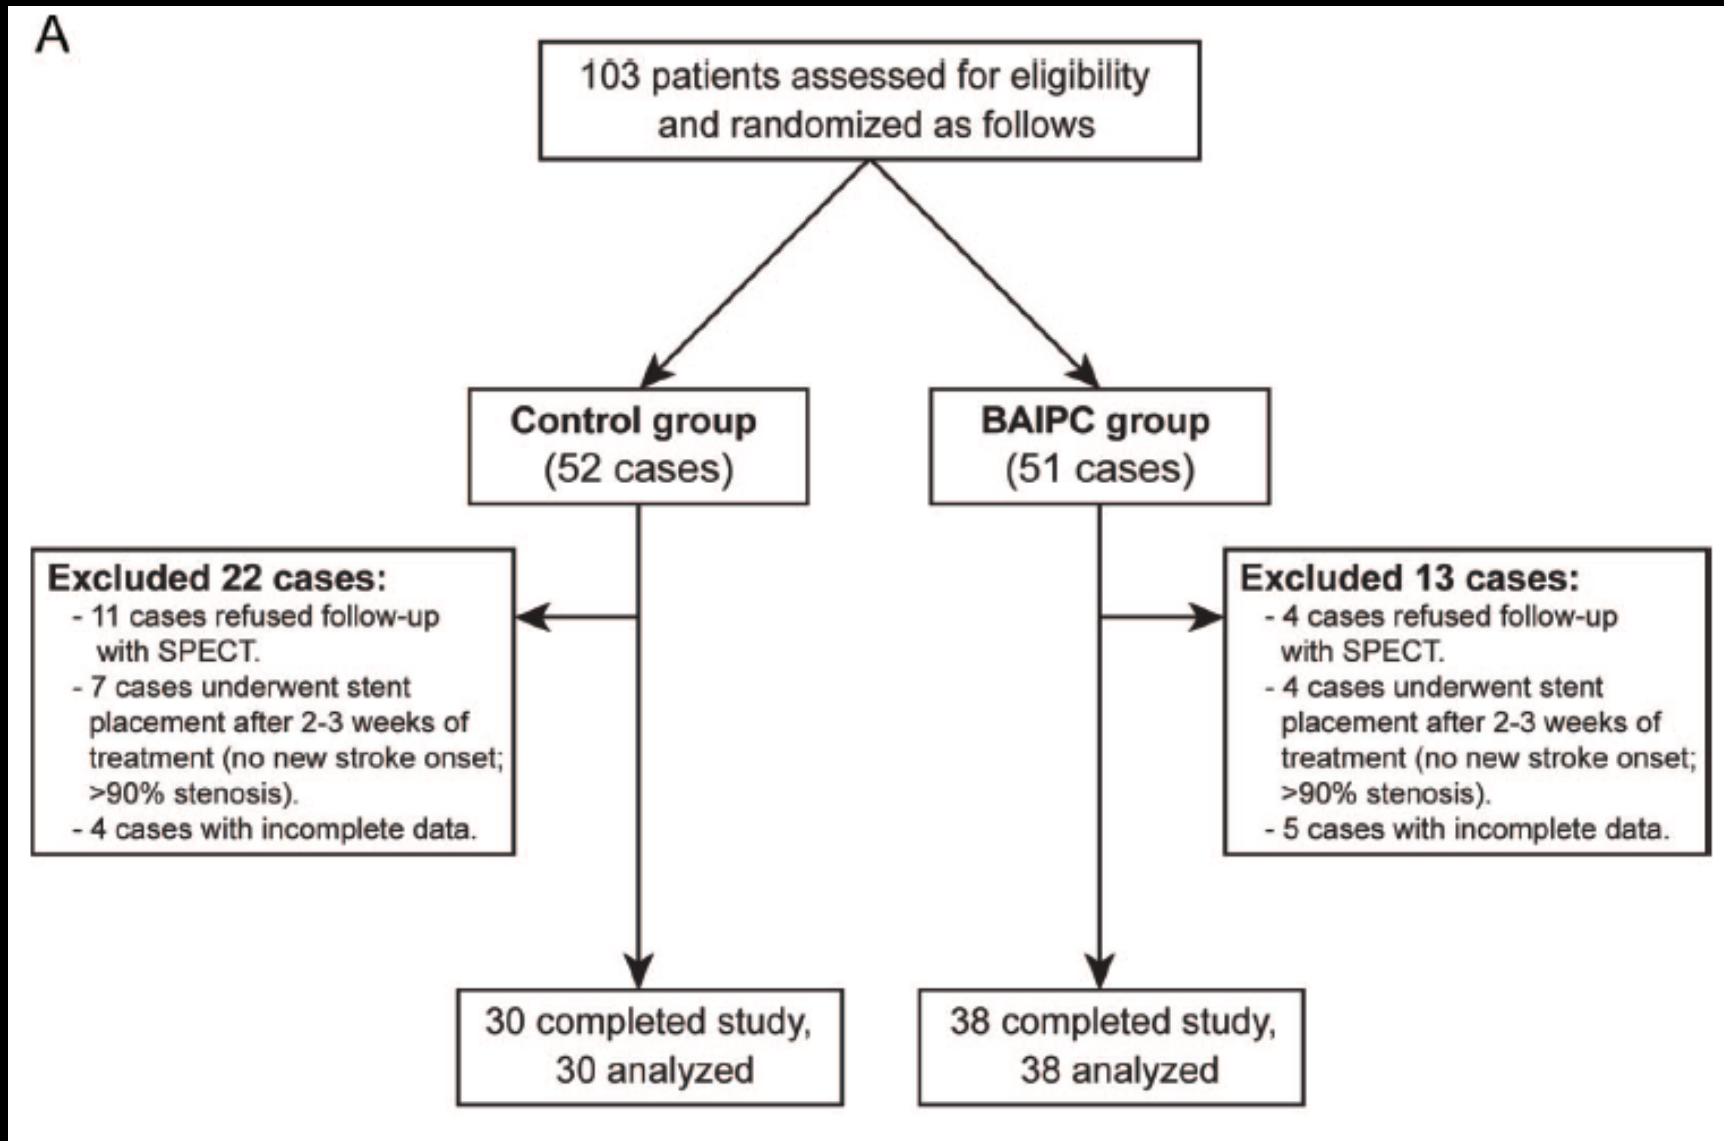 A
103 patients assessed for eligibility
and randomized as follows
Control group
(52 cases)
BAIPC group
(51 cases)
Excluded 22 cases:
- 11 cases refused follow-up
with SPECT.
- 7 cases underwent stent
placement after 2-3 weeks of
treatment (no new stroke onset;
>90% stenosis).
- 4 cases with incomplete data.
Excluded 13 cases:
- 4 cases refused follow-up
with SPECT.
- 4 cases underwent stent
placement after 2-3 weeks of
treatment (no new stroke onset;
>90% stenosis).
- 5 cases with incomplete data.
30 completed study,
30 analyzed
38 completed study,
38 analyzed